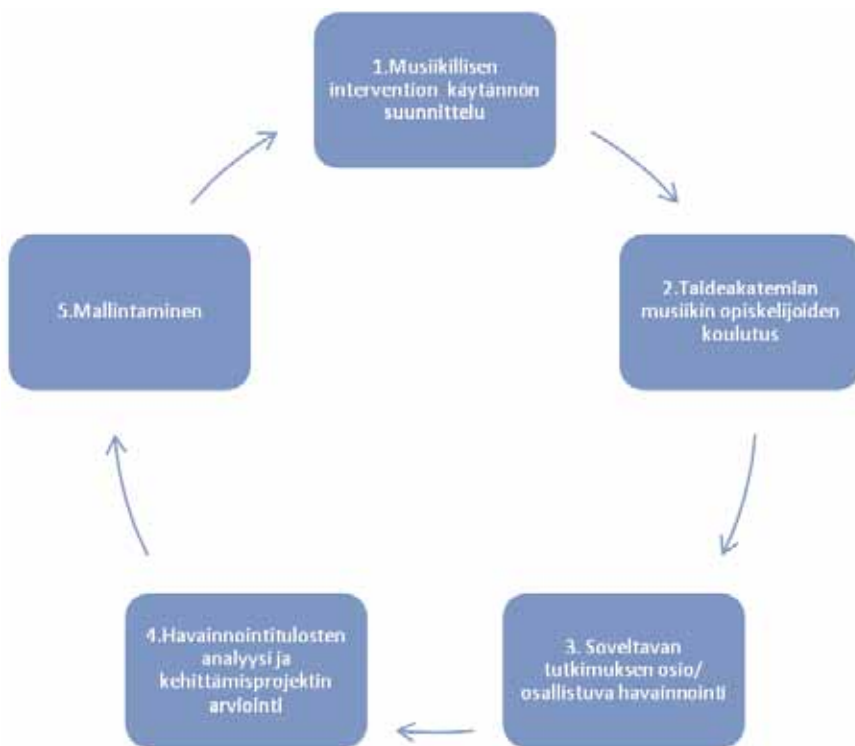 1.Musiikillisen
intervention käytännön
suunnittelu
2.Taideakatemian
musiikin opiskelijoiden
koulutus
3. Soveltavan
tutkimuksen osio/
osallistuva havainnointi
4.Havainnointitulosten
analyysi ja
kehittämisprojektin
arviointi
5.Mallintaminen